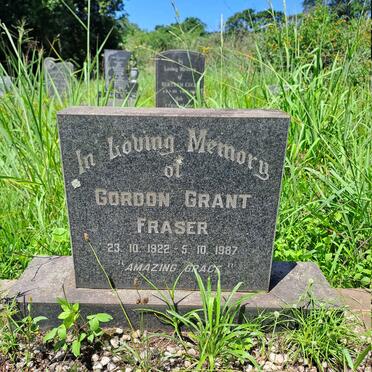 In Loving Memory
of
GORDON GRANT
FRASER
23.10.1922 - 5.10.1987
"AMAZING GRACE"